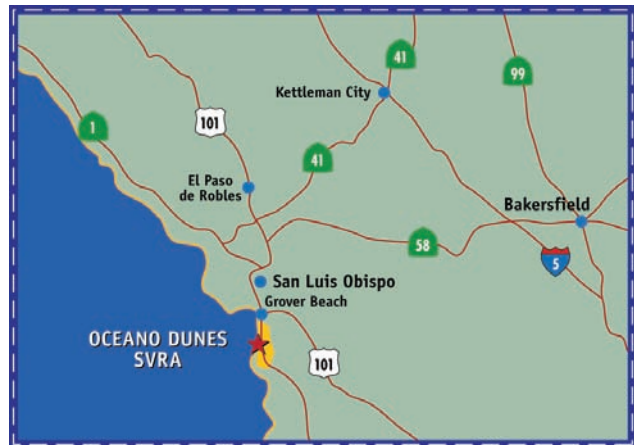 41
99
Kettleman City
1
101
41
El Paso
de Robles
Bakersfield
58
5
San Luis Obispo
Grover Beach
OCEANO DUNES
SVRA
101